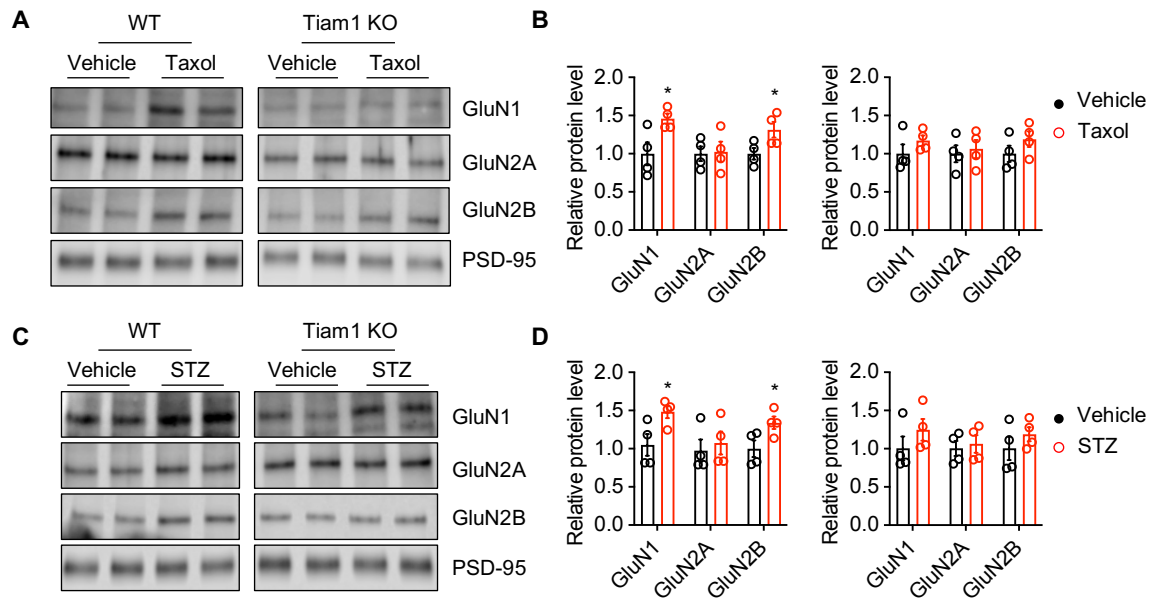 A
WT
Tiam1 KO
Vehicle Taxol Vehicle Taxol
GluN1
GluN2A
GluN2B
PSD-95
B
Relative protein level
2.0
1.5
1.0
0.5
0.0
* *
GluN1 GluN2A GluN2B
Relative protein level
2.0
1.5
1.0
0.5
0.0
GluN1 GluN2A GluN2B
Vehicle
Taxol
C
WT
Tiam1 KO
Vehicle STZ Vehicle STZ
GluN1
GluN2A
GluN2B
PSD-95
D
Relative protein level
2.0
1.5
1.0
0.5
0.0
* *
GluN1 GluN2A GluN2B
Relative protein level
2.0
1.5
1.0
0.5
0.0
GluN1 GluN2A GluN2B
Vehicle
STZ